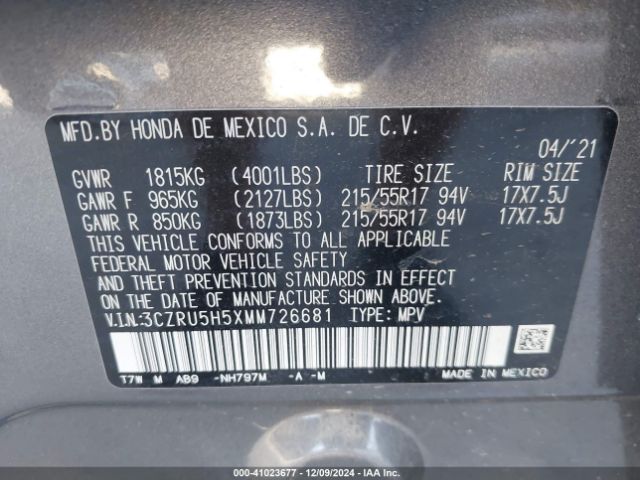 MFD.BY HONDA DE MEXICO S.A. DE C.V.
04/'21
GVWR 1815KG (4001LBS) TIRE SIZE RIM SIZE
GAWR F 965KG (2127LBS) 215/55R17 94V 17X7.5J
GAWR R 850KG (1873LBS) 215/55R17 94V 17X7.5J
THIS VEHICLE CONFORMS TO ALL APPLICABLE
FEDERAL MOTOR VEHICLE SAFETY
AND THEFT PREVENTION STANDARDS IN EFFECT
ON THE DATE OF MANUFACTURE SHOWN ABOVE.
V.I.N:3CZRU5H5XMM726681 TYPE: MPV
T7W M AB9 -NH797M -A -M
MADE IN MEXICO
© 41023677 - 12/09/2024 - IAA Inc.